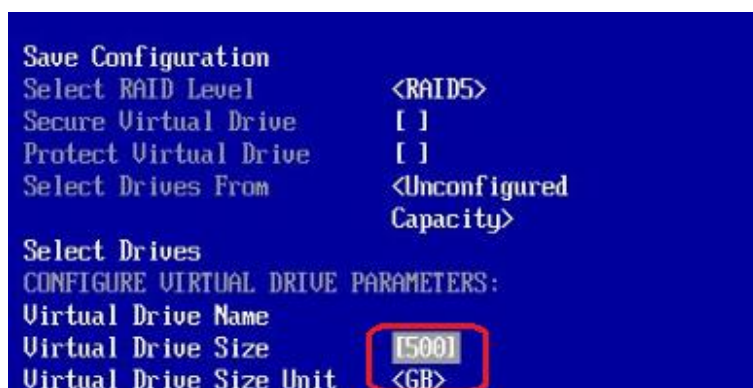 Save Configuration
Select RAID Level <RAID5>
Secure Virtual Drive [ ]
Protect Virtual Drive [ ]
Select Drives From <Unconfigured
Capacity>
Select Drives
CONFIGURE VIRTUAL DRIVE PARAMETERS:
Virtual Drive Name
Virtual Drive Size [500]
Virtual Drive Size Unit <GB>